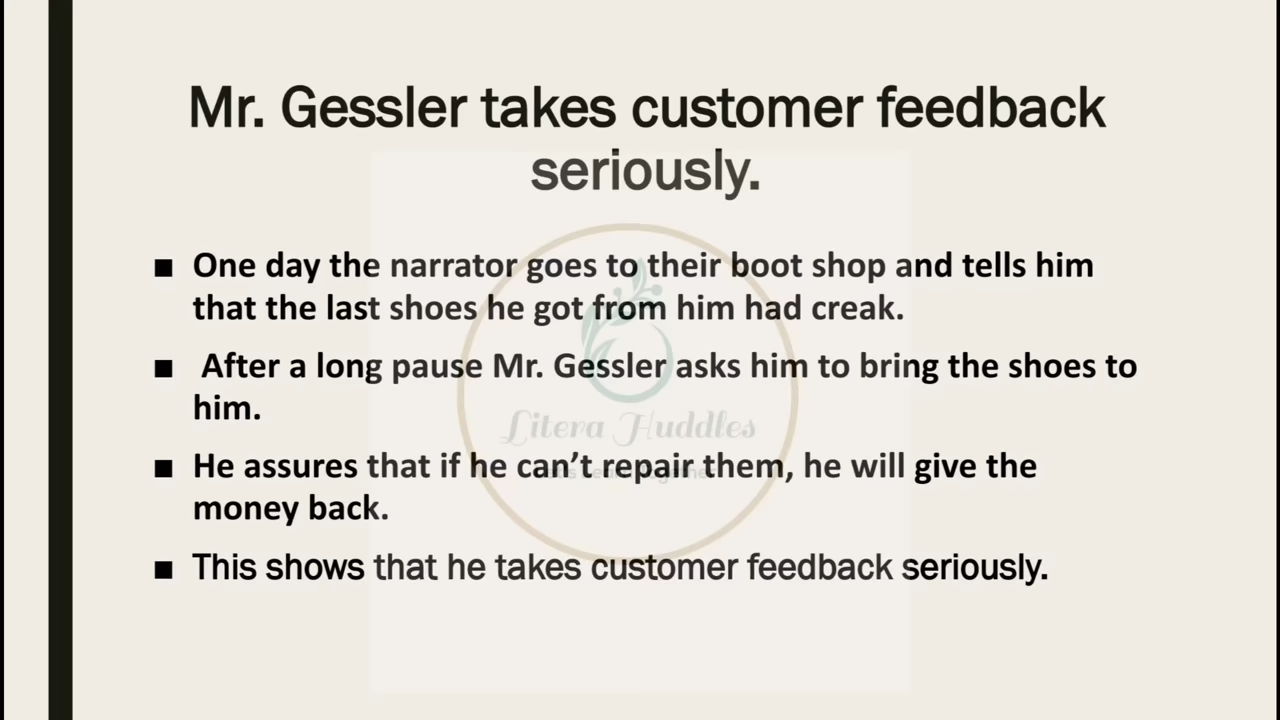 Mr. Gessler takes customer feedback
seriously.
■ One day the narrator goes to their boot shop and tells him
that the last shoes he got from him had creak.
■ After a long pause Mr. Gessler asks him to bring the shoes to
him.
■ He assures that if he can’t repair them, he will give the
money back.
■ This shows that he takes customer feedback seriously.
Litera Huddles